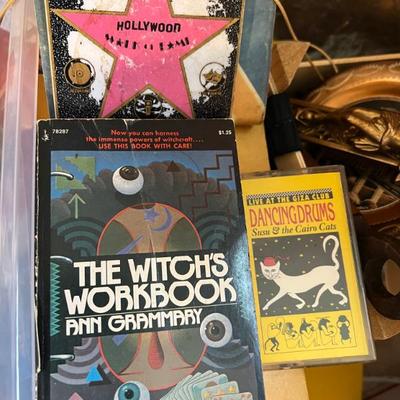 HOLLYWOOD
WALK OF FAME
78287
Now you can harness
the immense powers of witchcraft....
USE THIS BOOK WITH CARE!
$1.25
THE WITCH'S
WORKBOOK
ANN GRAMMARY
LIVE AT THE GIZA CLUB
DANCING DRUMS
Susu & the Cairo Cats